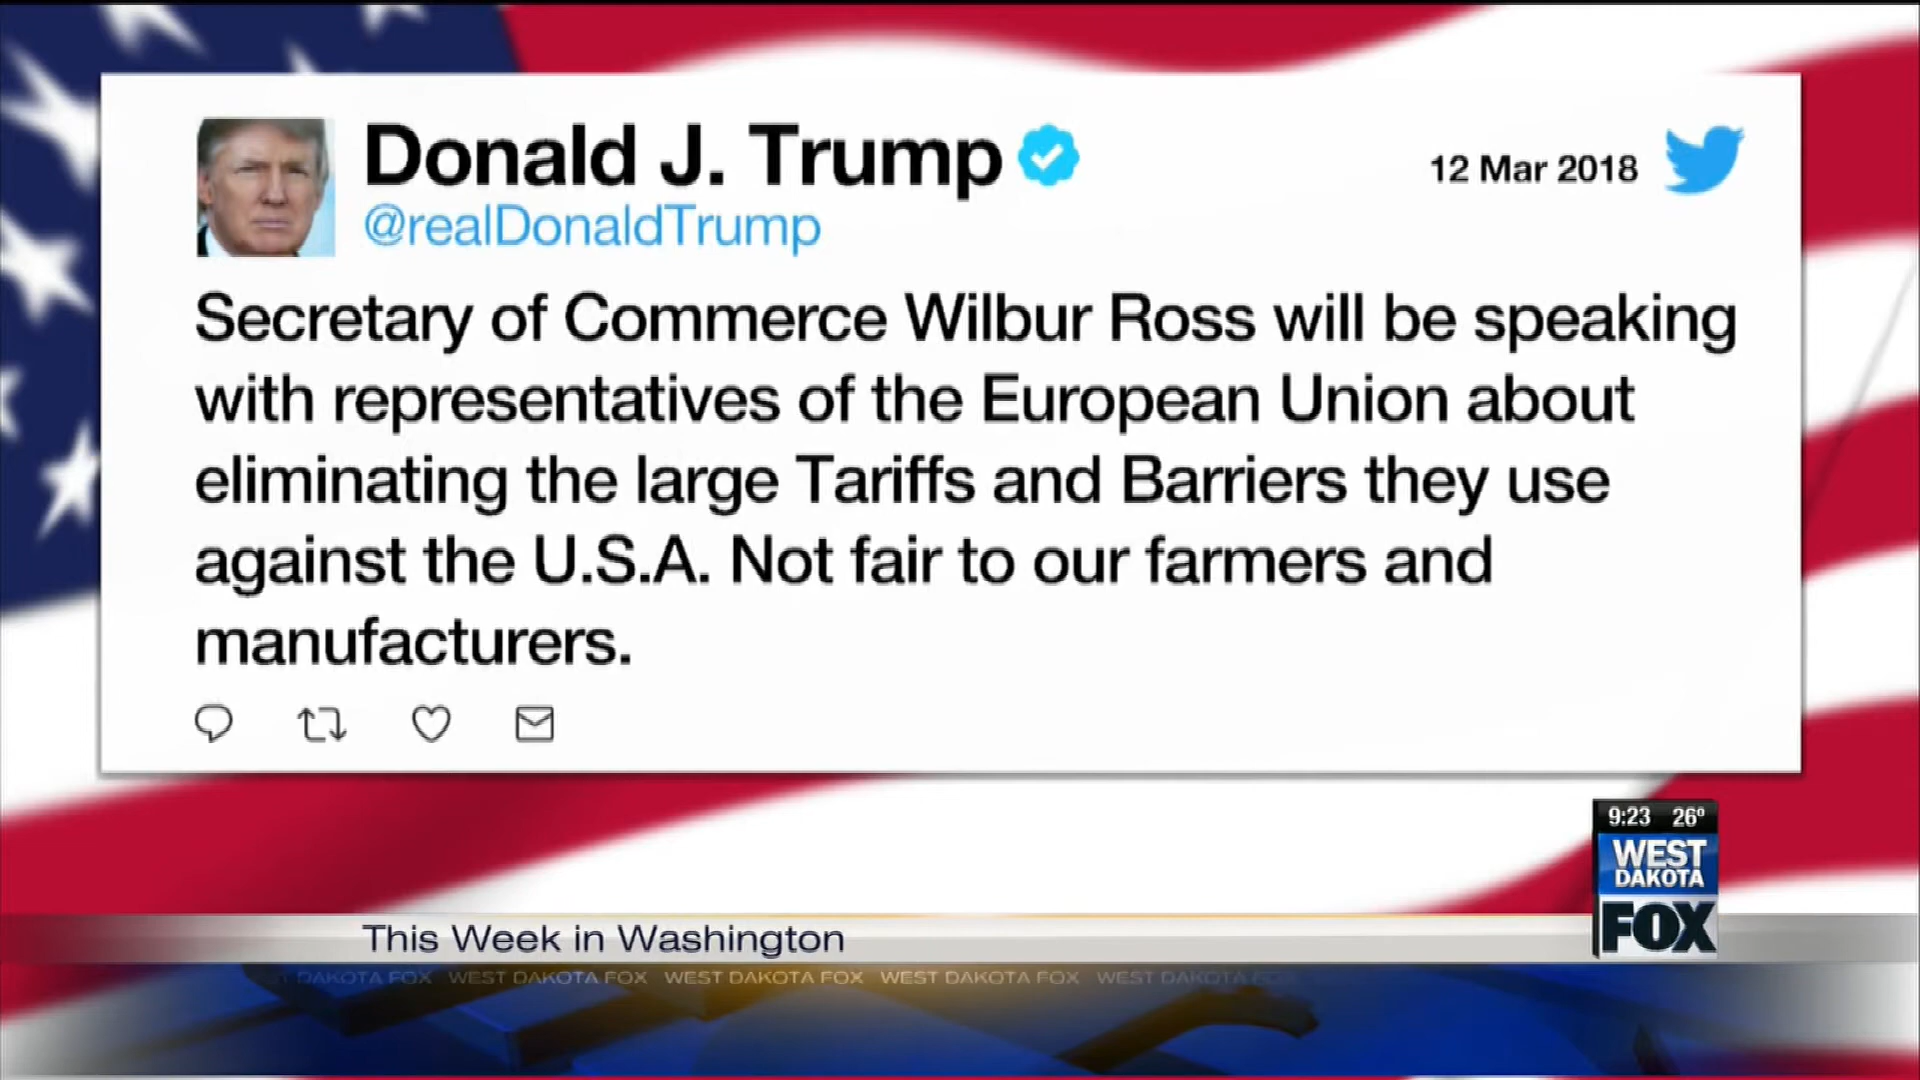 Donald J. Trump
12 Mar 2018
@realDonaldTrump
Secretary of Commerce Wilbur Ross will be speaking
with representatives of the European Union about
eliminating the large Tariffs and Barriers they use
against the U.S.A. Not fair to our farmers and
manufacturers.
9:23 26°
WEST
DAKOTA
FOX
This Week in Washington
DAKOTA FOX WEST DAKOTA FOX WEST DAKOTA FOX WEST DAKOTA FOX WEST DAKOTA